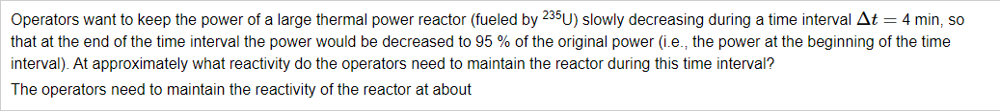 Operators want to keep the power of a large thermal power reactor (fueled by ²³⁵U) slowly decreasing during a time interval Δt = 4 min, so
that at the end of the time interval the power would be decreased to 95 % of the original power (i.e., the power at the beginning of the time
interval). At approximately what reactivity do the operators need to maintain the reactor during this time interval?
The operators need to maintain the reactivity of the reactor at about